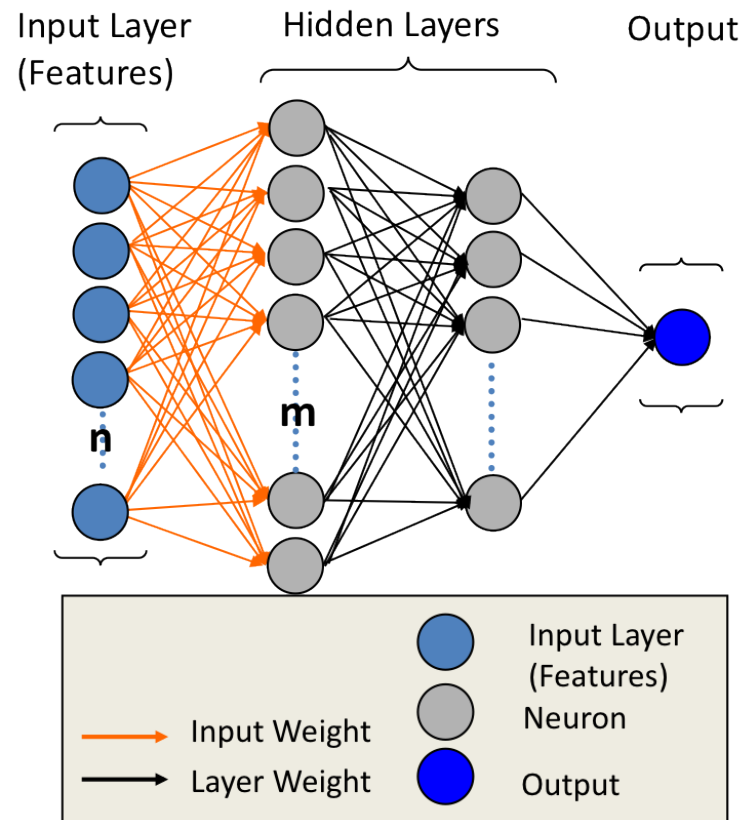 Input Layer
(Features)
Hidden Layers
Output
n
m
Input Layer
(Features)
Neuron
Output
Input Weight
Layer Weight